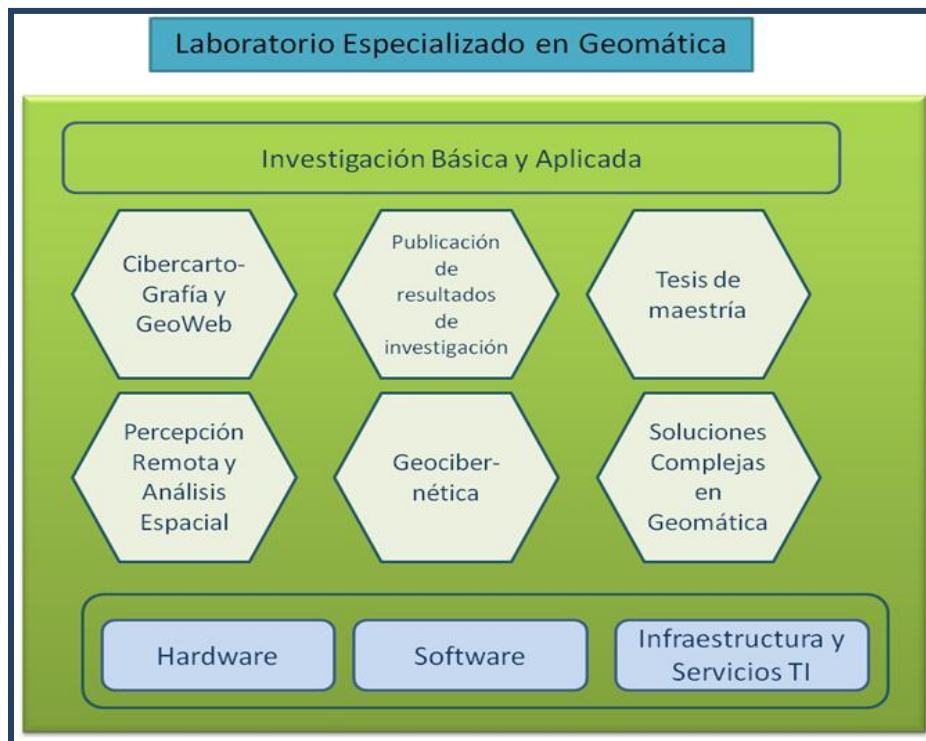 Laboratorio Especializado en Geomática
Investigación Básica y Aplicada
Cibercarto-
Grafía y
GeoWeb
Publicación
de
resultados
de
investigación
Tesis de
maestría
Percepción
Remota y
Análisis
Espacial
Geociber-
nética
Soluciones
Complejas
en
Geomática
Hardware
Software
Infraestructura y
Servicios TI